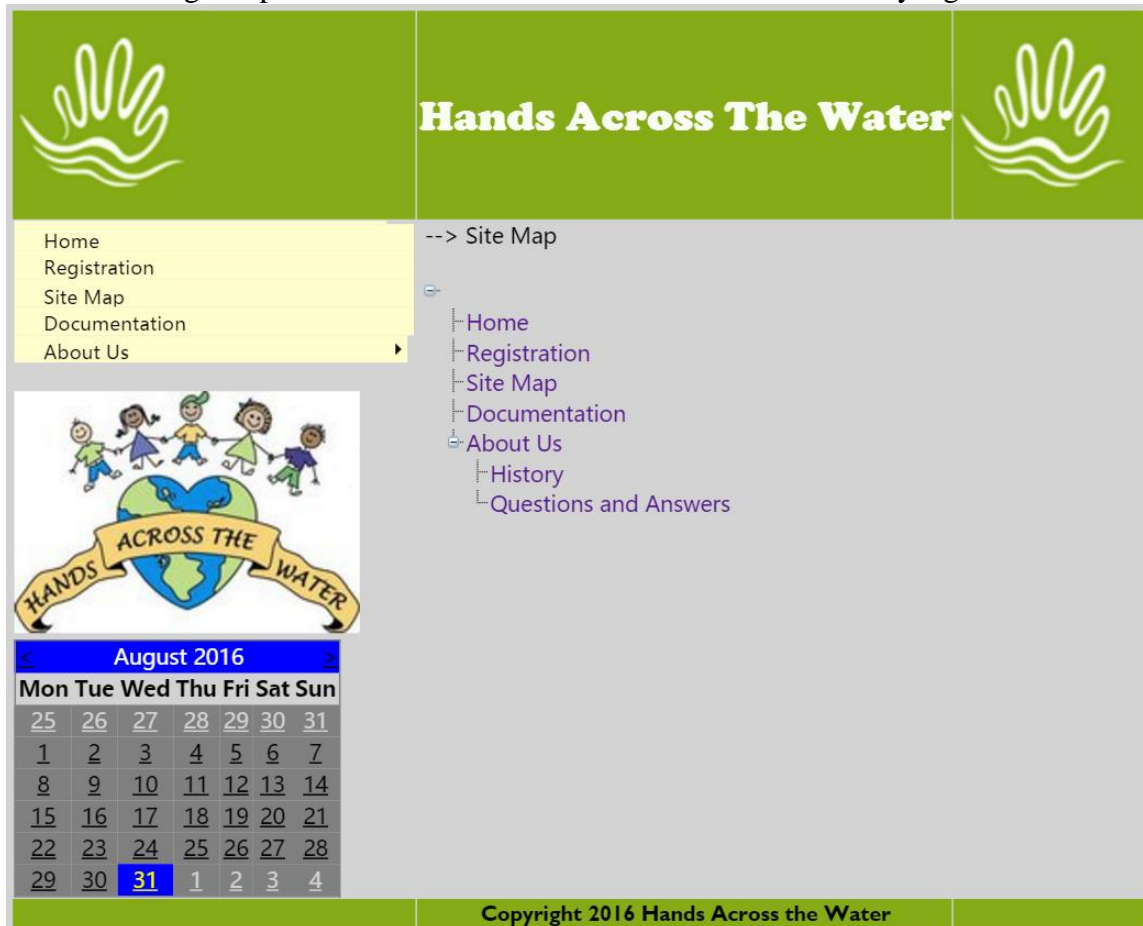 Hands Across The Water
Home
Registration
Site Map
Documentation
About Us
--> Site Map
Home
Registration
Site Map
Documentation
About Us
History
Questions and Answers
HANDS ACROSS THE WATER
< August 2016 >
Mon Tue Wed Thu Fri Sat Sun
25 26 27 28 29 30 31
1 2 3 4 5 6 7
8 9 10 11 12 13 14
15 16 17 18 19 20 21
22 23 24 25 26 27 28
29 30 31 1 2 3 4
Copyright 2016 Hands Across the Water